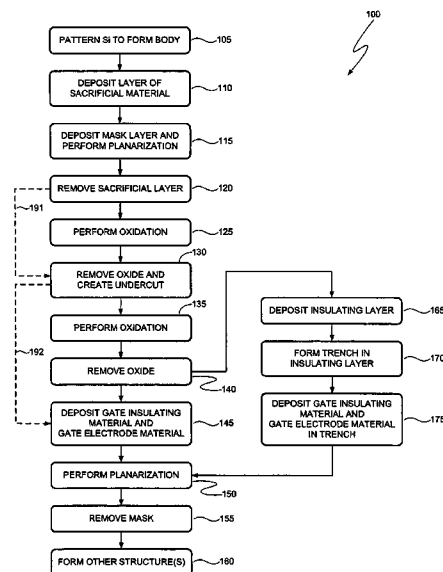 100
PATTERN Si TO FORM BODY
105
DEPOSIT LAYER OF
SACRIFICIAL MATERIAL
110
DEPOSIT MASK LAYER AND
PERFORM PLANARIZATION
115
REMOVE SACRIFICIAL LAYER
120
191
PERFORM OXIDATION
125
130
REMOVE OXIDE AND
CREATE UNDERCUT
135
PERFORM OXIDATION
192
REMOVE OXIDE
140
DEPOSIT GATE INSULATING
MATERIAL AND
GATE ELECTRODE MATERIAL
145
PERFORM PLANARIZATION
150
REMOVE MASK
155
FORM OTHER STRUCTURE(S)
160
DEPOSIT INSULATING LAYER
165
FORM TRENCH IN
INSULATING LAYER
170
DEPOSIT GATE INSULATING
MATERIAL AND
GATE ELECTRODE MATERIAL
IN TRENCH
175